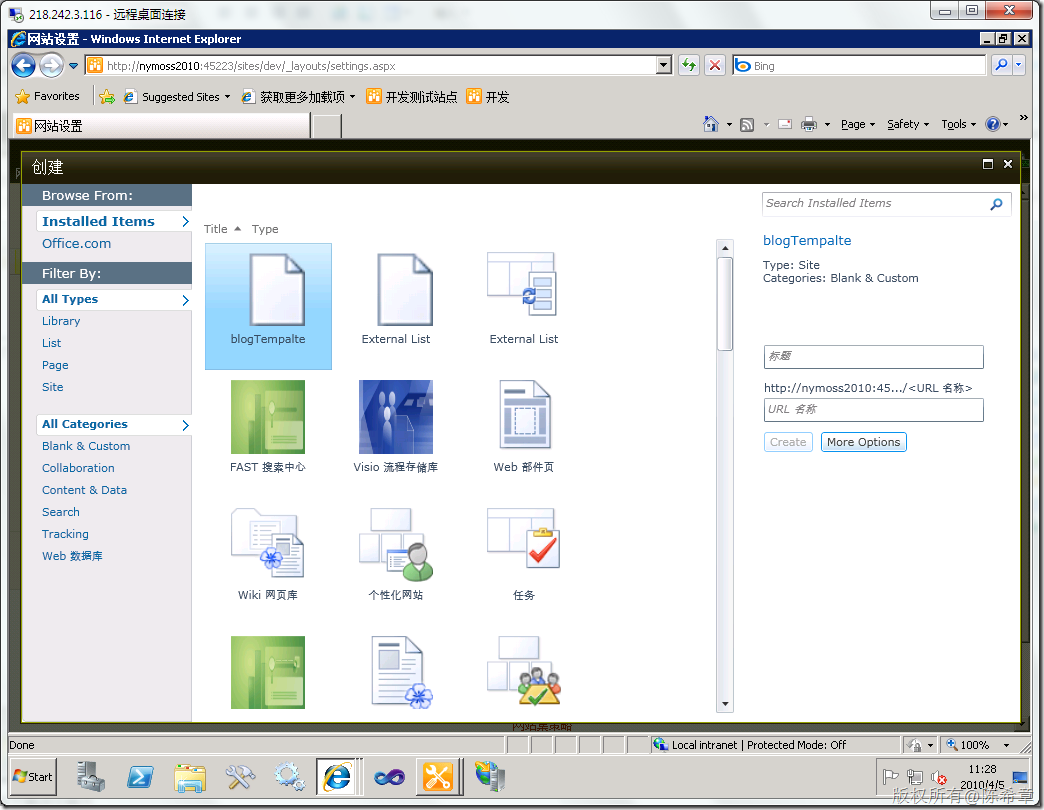 218.242.3.116 - 远程桌面连接
网站设置 - Windows Internet Explorer
http://nymoss2010:45223/sites/dev/_layouts/settings.aspx
Bing
Favorites
Suggested Sites
获取更多加载项
开发测试站点
开发
网站设置
Page
Safety
Tools
创建
Browse From:
Installed Items
Office.com
Filter By:
All Types
Library
List
Page
Site
All Categories
Blank & Custom
Collaboration
Content & Data
Search
Tracking
Web 数据库
Title
Type
blogTempalte
External List
External List
FAST 搜索中心
Visio 流程存储库
Web 部件页
Wiki 网页库
个性化网站
任务
Search Installed Items
blogTempalte
Type: Site
Categories: Blank & Custom
标题
http://nymoss2010:45.../<URL 名称>
URL 名称
Create
More Options
网站集策略
Done
Local intranet | Protected Mode: Off
100%
Start
11:28
2010/4/5
版权所有@陈希章